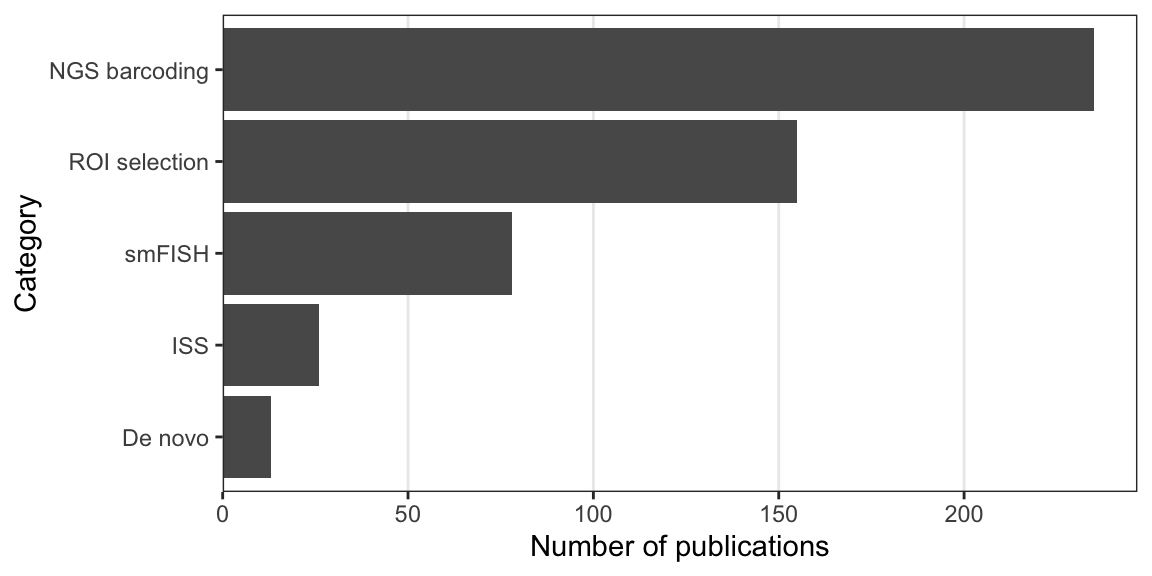 Category
NGS barcoding
ROI selection
smFISH
ISS
De novo
0 50 100 150 200
Number of publications